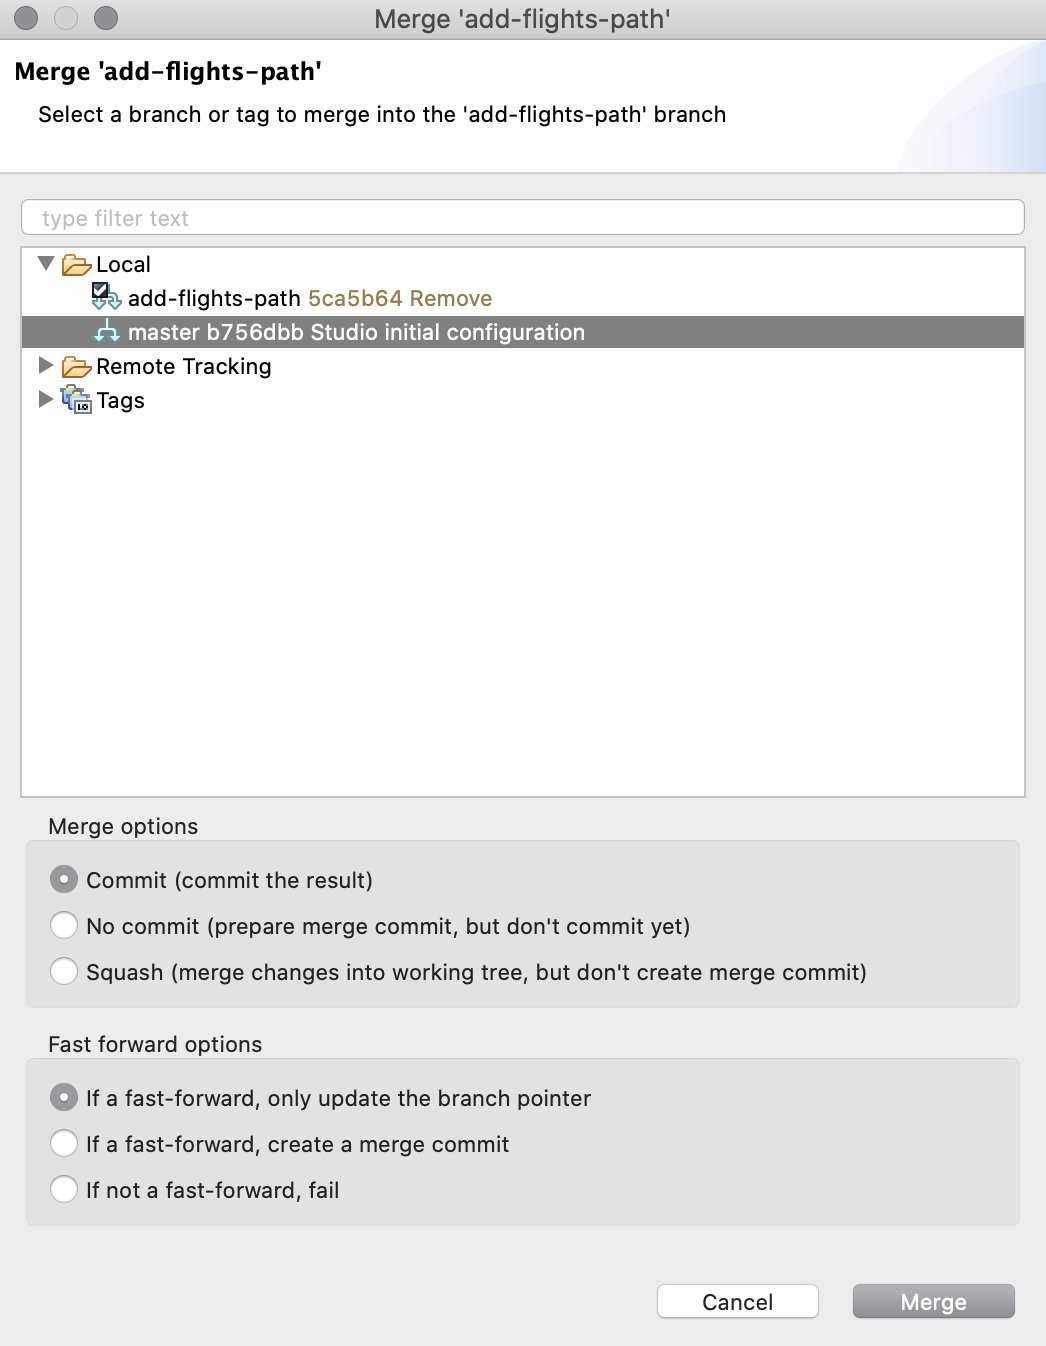 Merge 'add-flights-path'
Merge 'add-flights-path'
Select a branch or tag to merge into the 'add-flights-path' branch
type filter text
Local
add-flights-path 5ca5b64 Remove
master b756dbb Studio initial configuration
Remote Tracking
Tags
Merge options
Commit (commit the result)
No commit (prepare merge commit, but don't commit yet)
Squash (merge changes into working tree, but don't create merge commit)
Fast forward options
If a fast-forward, only update the branch pointer
If a fast-forward, create a merge commit
If not a fast-forward, fail
Cancel
Merge